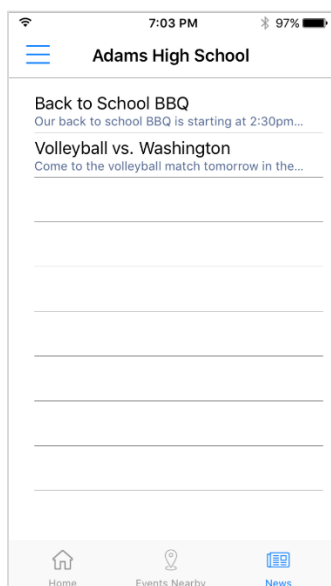 7:03 PM
97%
Adams High School
Back to School BBQ
Our back to school BBQ is starting at 2:30pm...
Volleyball vs. Washington
Come to the volleyball match tomorrow in the...
Home
Events Nearby
News